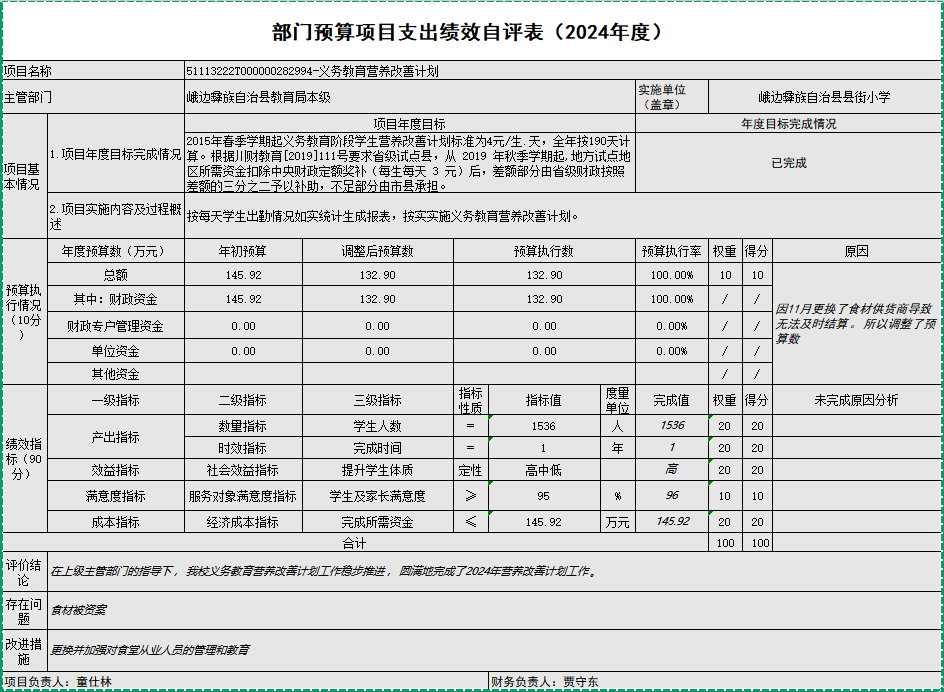 部门预算项目支出绩效自评表（2024年度）
项目名称 51113222T000000282994-义务教育营养改善计划
主管部门 峨边彝族自治县教育局本级 实施单位（盖章） 峨边彝族自治县县街小学
项目基本情况 1.项目年度目标完成情况 项目年度目标 年度目标完成情况
2015年春季学期起义务教育阶段学生营养改善计划标准为4元/生.天，全年按190天计
算。根据川财教育[2019]111号要求省级试点县，从 2019 年秋季学期起,地方试点地
区所需资金扣除中央财政定额奖补（每生每天 3 元）后，差额部分由省级财政按照
差额的三分之二予以补助，不足部分由市县承担。
已完成
2.项目实施内容及过程概述 按每天学生出勤情况如实统计生成报表，按实实施义务教育营养改善计划。
预算执行情况（10分） 年度预算数（万元） 年初预算 调整后预算数 预算执行数 预算执行率 权重 得分 原因
总额 145.92 132.90 132.90 100.00% 10 10
其中：财政资金 145.92 132.90 132.90 100.00% / /
财政专户管理资金 0.00 0.00 0.00 0.00% / /
单位资金 0.00 0.00 0.00 0.00% / /
其他资金 / /
因11月更换了食材供货商导致
无法及时结算。所以调整了预
算数
绩效指标（90分） 一级指标 二级指标 三级指标 指标性质 指标值 度量单位 完成值 权重 得分 未完成原因分析
产出指标 数量指标 学生人数 ＝ 1536 人 1536 20 20
时效指标 完成时间 ＝ 1 年 1 20 20
效益指标 社会效益指标 提升学生体质 定性 高中低 高 20 20
满意度指标 服务对象满意度指标 学生及家长满意度 ≥ 95 % 96 10 10
成本指标 经济成本指标 完成所需资金 ≤ 145.92 万元 145.92 20 20
合计 100 100
评价结论 在上级主管部门的指导下，我校义务教育营养改善计划工作稳步推进，圆满地完成了2024年营养改善计划工作。
存在问题 食材被资案
改进措施 更换并加强对食堂从业人员的管理和教育
项目负责人：童仕林 财务负责人：贾守东